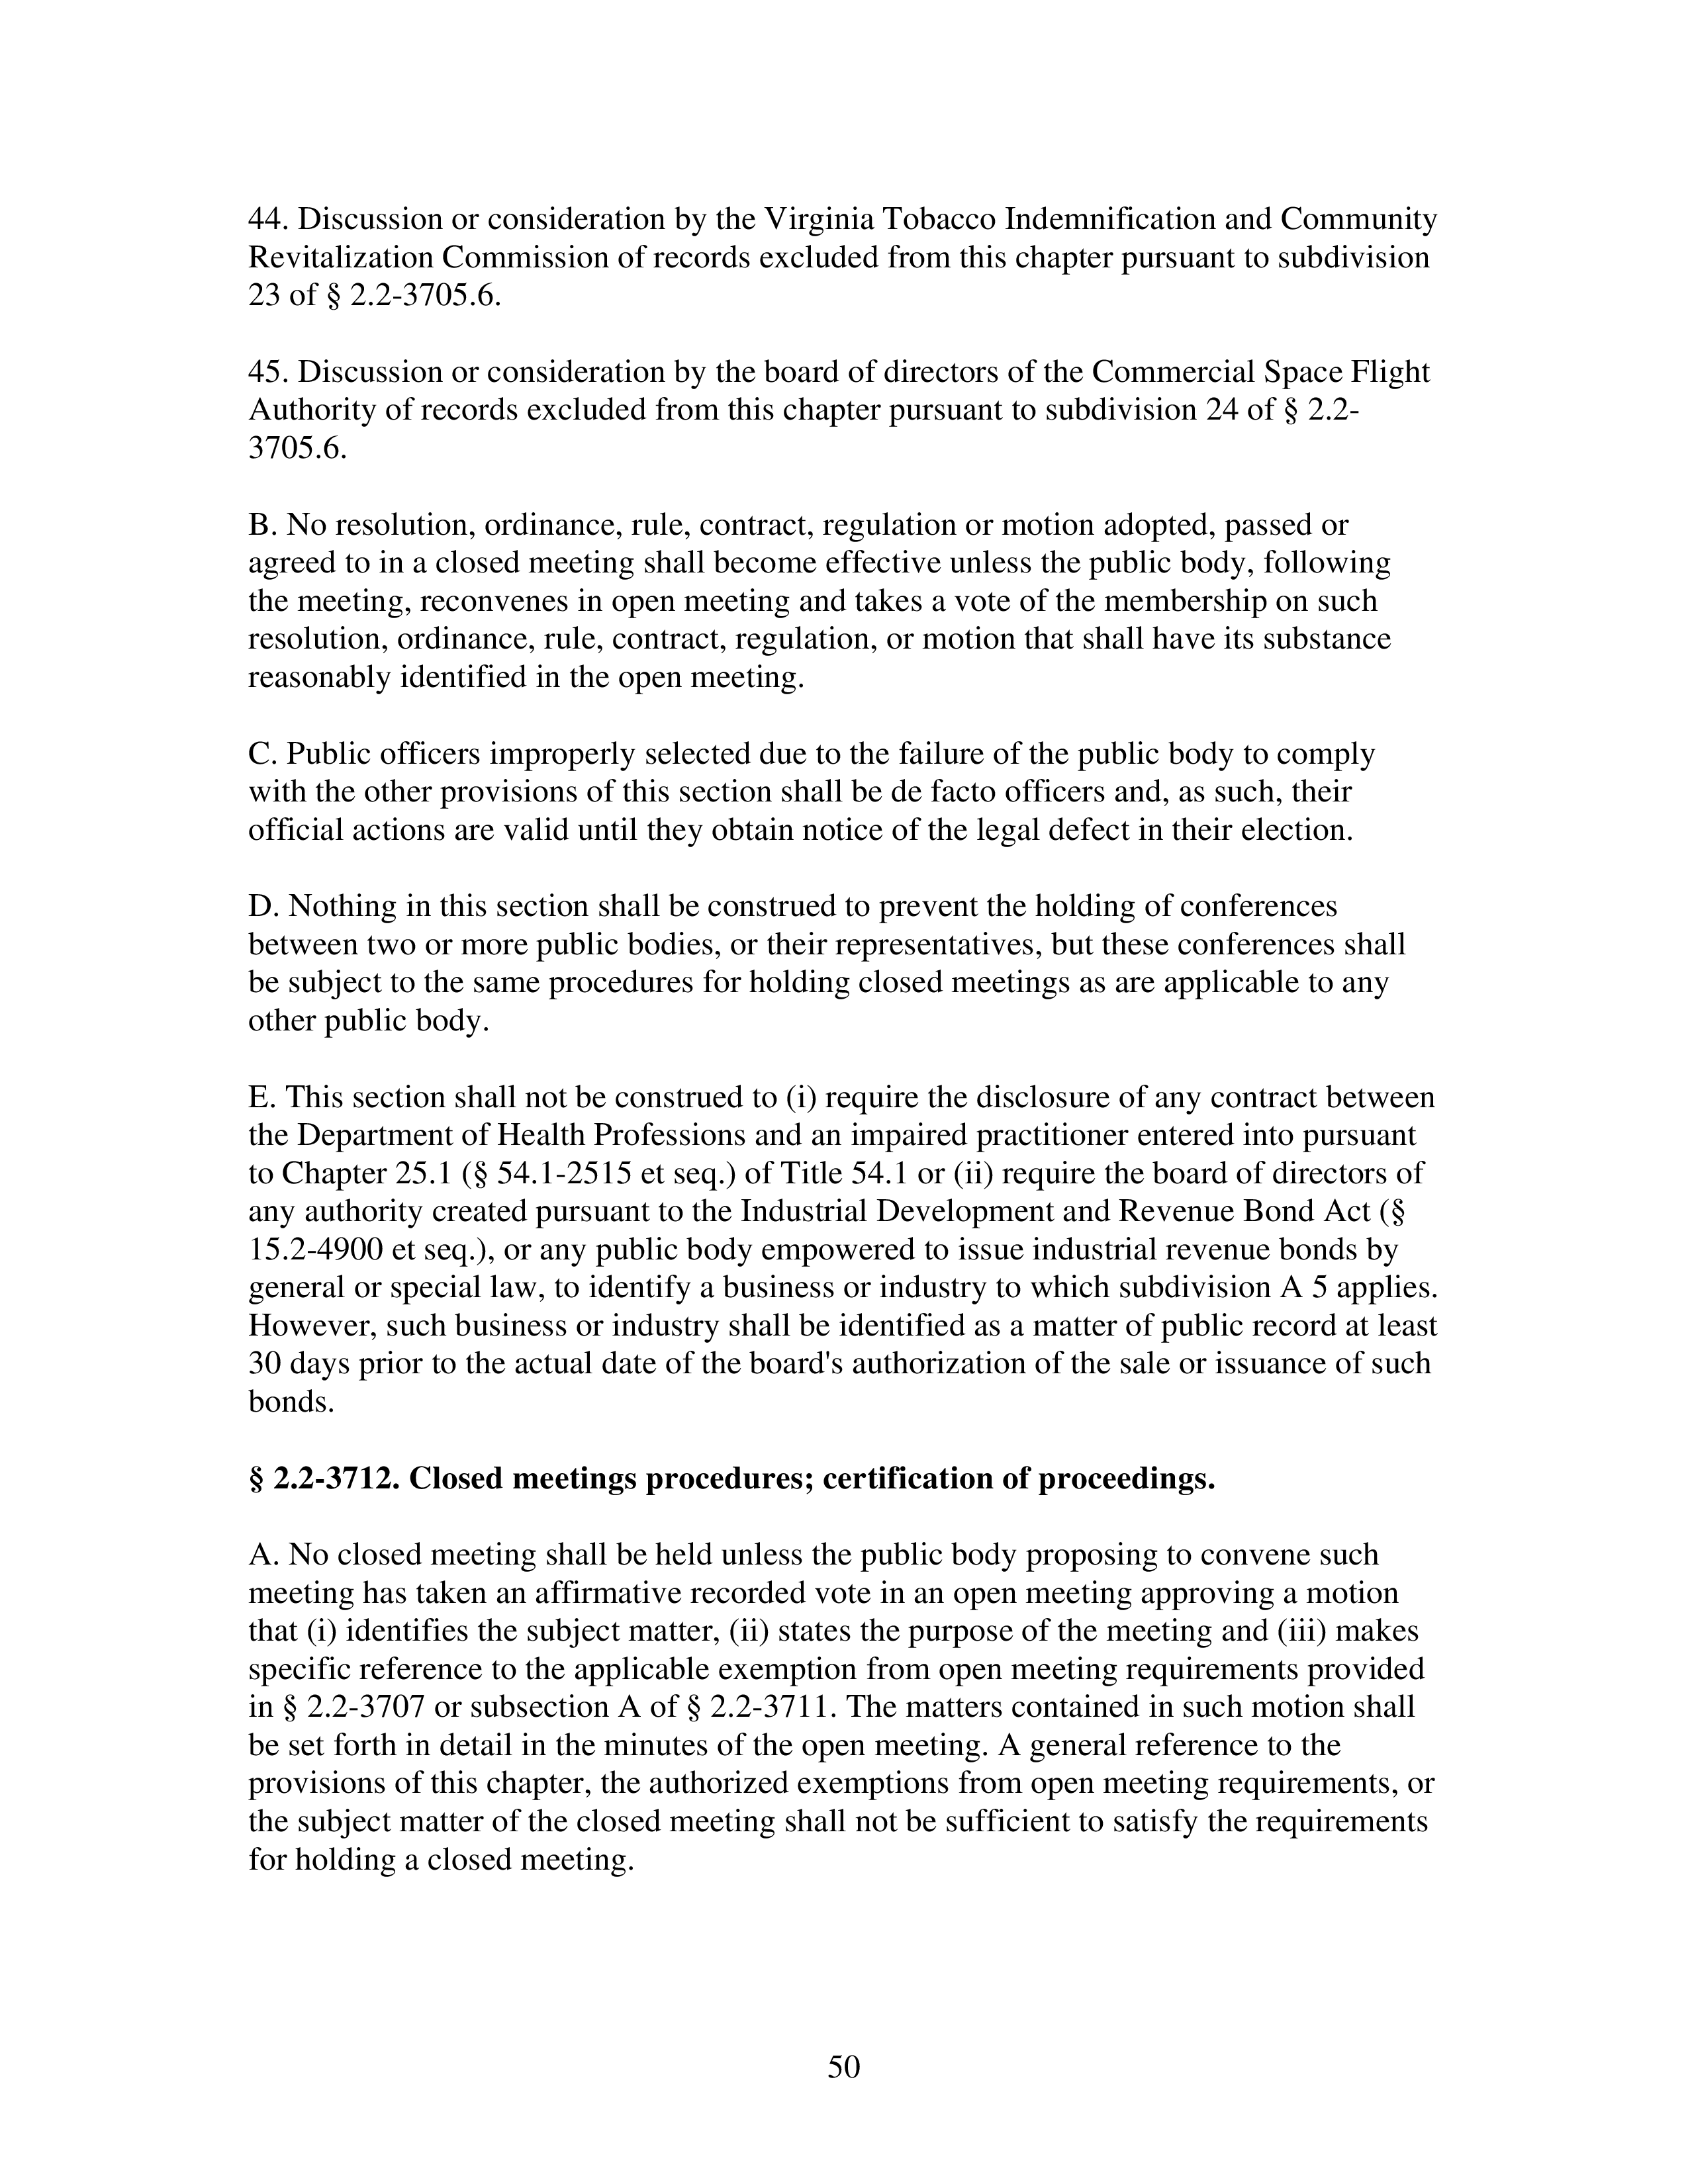 44. Discussion or consideration by the Virginia Tobacco Indemnification and Community
Revitalization Commission of records excluded from this chapter pursuant to subdivision
23 of § 2.2-3705.6.
45. Discussion or consideration by the board of directors of the Commercial Space Flight
Authority of records excluded from this chapter pursuant to subdivision 24 of § 2.2-
3705.6.
B. No resolution, ordinance, rule, contract, regulation or motion adopted, passed or
agreed to in a closed meeting shall become effective unless the public body, following
the meeting, reconvenes in open meeting and takes a vote of the membership on such
resolution, ordinance, rule, contract, regulation, or motion that shall have its substance
reasonably identified in the open meeting.
C. Public officers improperly selected due to the failure of the public body to comply
with the other provisions of this section shall be de facto officers and, as such, their
official actions are valid until they obtain notice of the legal defect in their election.
D. Nothing in this section shall be construed to prevent the holding of conferences
between two or more public bodies, or their representatives, but these conferences shall
be subject to the same procedures for holding closed meetings as are applicable to any
other public body.
E. This section shall not be construed to (i) require the disclosure of any contract between
the Department of Health Professions and an impaired practitioner entered into pursuant
to Chapter 25.1 (§ 54.1-2515 et seq.) of Title 54.1 or (ii) require the board of directors of
any authority created pursuant to the Industrial Development and Revenue Bond Act (§
15.2-4900 et seq.), or any public body empowered to issue industrial revenue bonds by
general or special law, to identify a business or industry to which subdivision A 5 applies.
However, such business or industry shall be identified as a matter of public record at least
30 days prior to the actual date of the board's authorization of the sale or issuance of such
bonds.
§ 2.2-3712. Closed meetings procedures; certification of proceedings.
A. No closed meeting shall be held unless the public body proposing to convene such
meeting has taken an affirmative recorded vote in an open meeting approving a motion
that (i) identifies the subject matter, (ii) states the purpose of the meeting and (iii) makes
specific reference to the applicable exemption from open meeting requirements provided
in § 2.2-3707 or subsection A of § 2.2-3711. The matters contained in such motion shall
be set forth in detail in the minutes of the open meeting. A general reference to the
provisions of this chapter, the authorized exemptions from open meeting requirements, or
the subject matter of the closed meeting shall not be sufficient to satisfy the requirements
for holding a closed meeting.
50